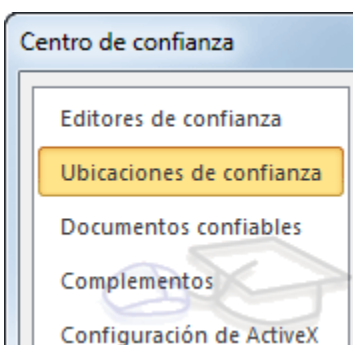 Centro de confianza
Editores de confianza
Ubicaciones de confianza
Documentos confiables
Complementos
Configuración de ActiveX